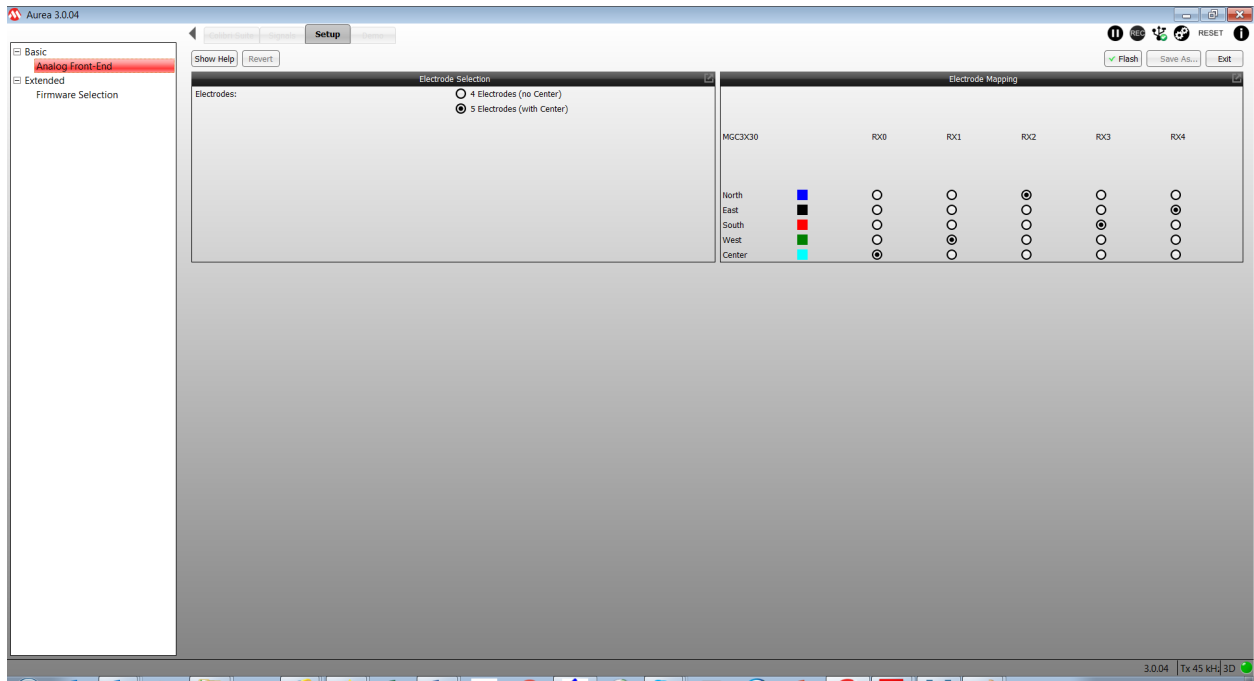 Aurea 3.0.04
Setup
REC
RESET
Basic
Analog Front-End
Extended
Firmware Selection
Show Help
Revert
Flash
Save As...
Exit
Electrode Selection
Electrodes:
4 Electrodes (no Center)
5 Electrodes (with Center)
Electrode Mapping
MGC3X30 RX0 RX1 RX2 RX3 RX4
North
East
South
West
Center
3.0.04 Tx 45 kHz 3D